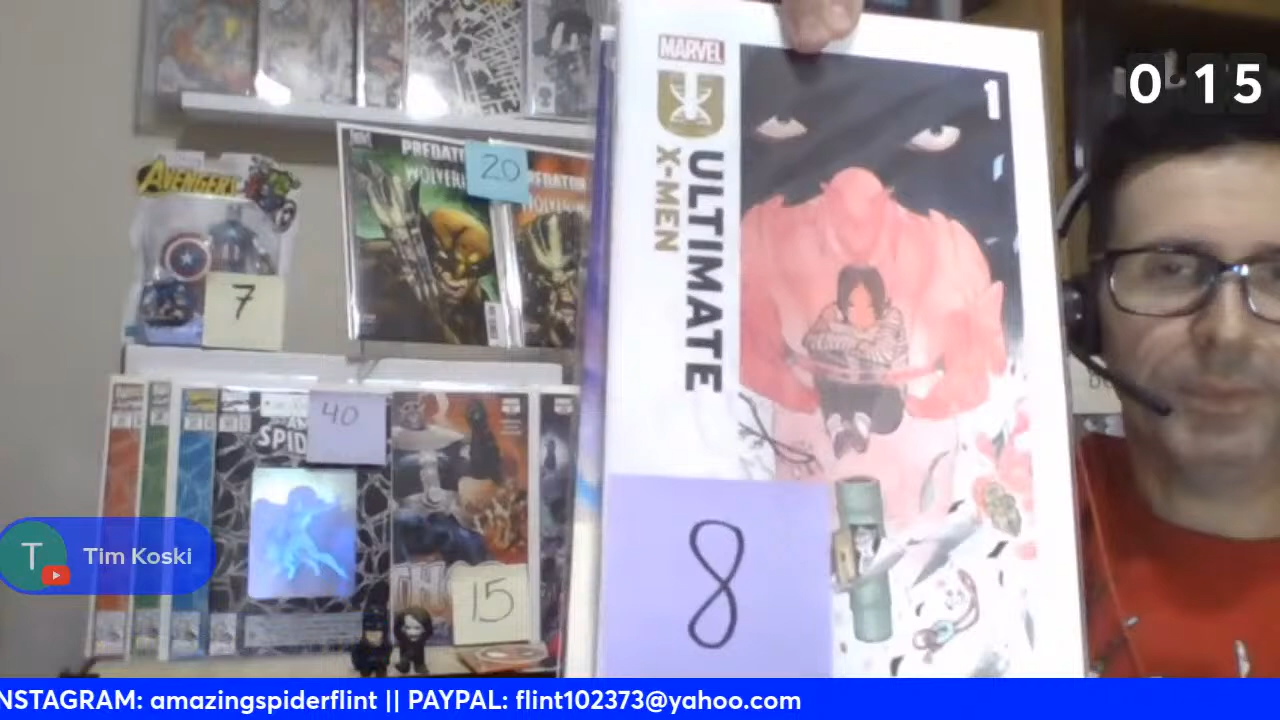 MARVEL
1
ULTIMATE
X-MEN
8
0:15
AVENGERS
7
PREDATOR
WOLVERINE
20
40
15
T
Tim Koski
INSTAGRAM: amazingspiderflint || PAYPAL: flint102373@yahoo.com